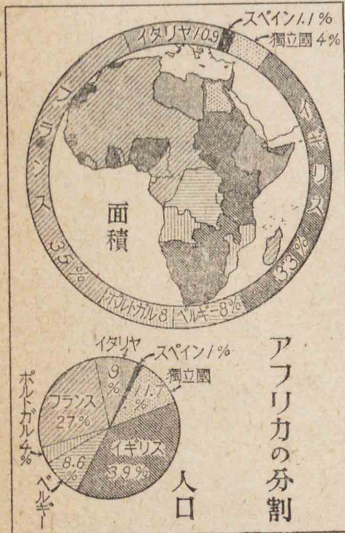 アフリカの分割
面積
スペイン1.1%
獨立國4%
イギリス 33%
ベルギー8%
ポルトガル8
フランス 35%
イタリヤ10.9
人口
スペイン1%
獨立國
イギリス 39%
ベルギー 8.6%
ポルトガル4%
フランス 27%
イタリヤ 9%